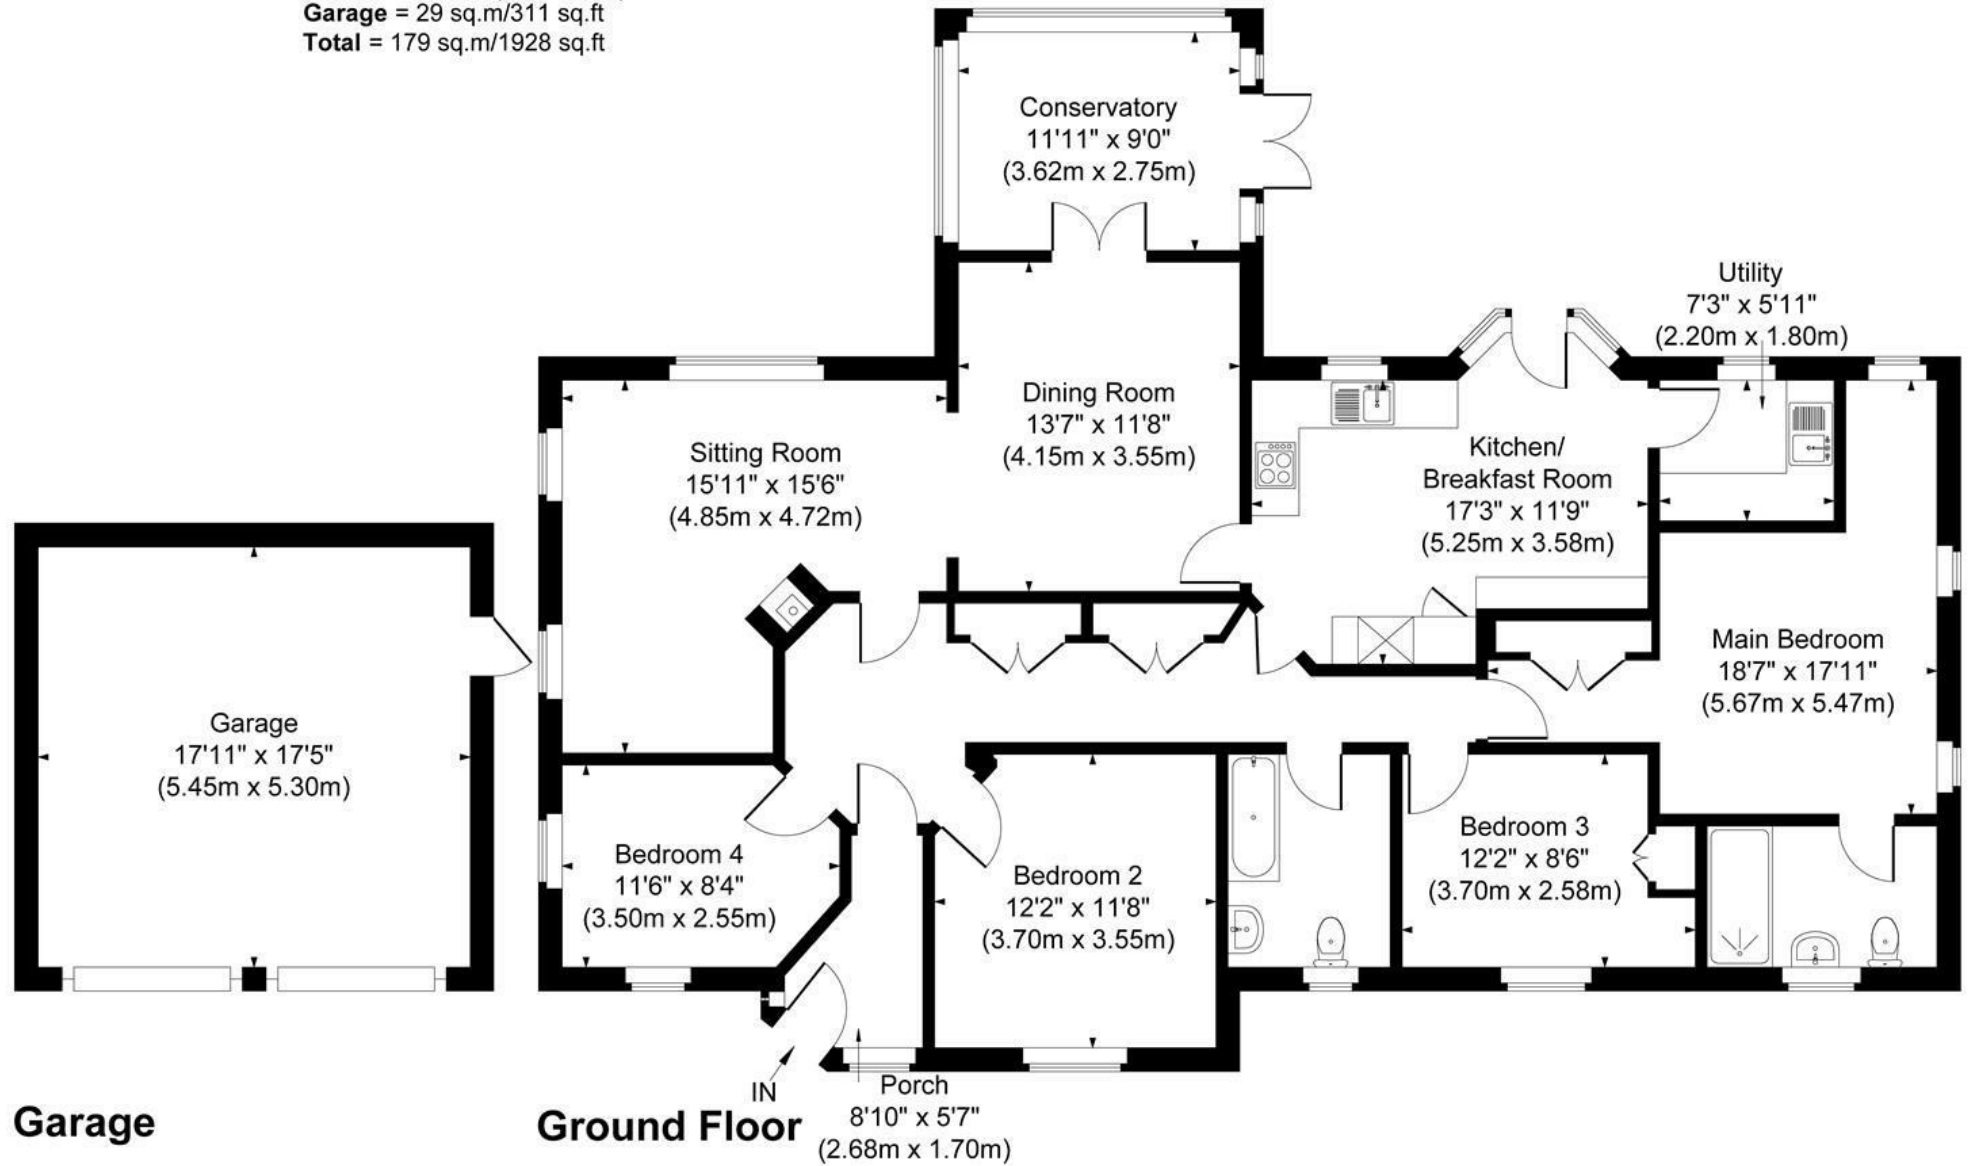 Garage = 29 sq.m/311 sq.ft
Total = 179 sq.m/1928 sq.ft
Conservatory
11'11" x 9'0"
(3.62m x 2.75m)
Utility
7'3" x 5'11"
(2.20m x 1.80m)
Dining Room
13'7" x 11'8"
(4.15m x 3.55m)
Sitting Room
15'11" x 15'6"
(4.85m x 4.72m)
Kitchen/
Breakfast Room
17'3" x 11'9"
(5.25m x 3.58m)
Main Bedroom
18'7" x 17'11"
(5.67m x 5.47m)
Garage
17'11" x 17'5"
(5.45m x 5.30m)
Bedroom 4
11'6" x 8'4"
(3.50m x 2.55m)
Bedroom 2
12'2" x 11'8"
(3.70m x 3.55m)
Bedroom 3
12'2" x 8'6"
(3.70m x 2.58m)
IN
Porch
8'10" x 5'7"
(2.68m x 1.70m)
Garage
Ground Floor